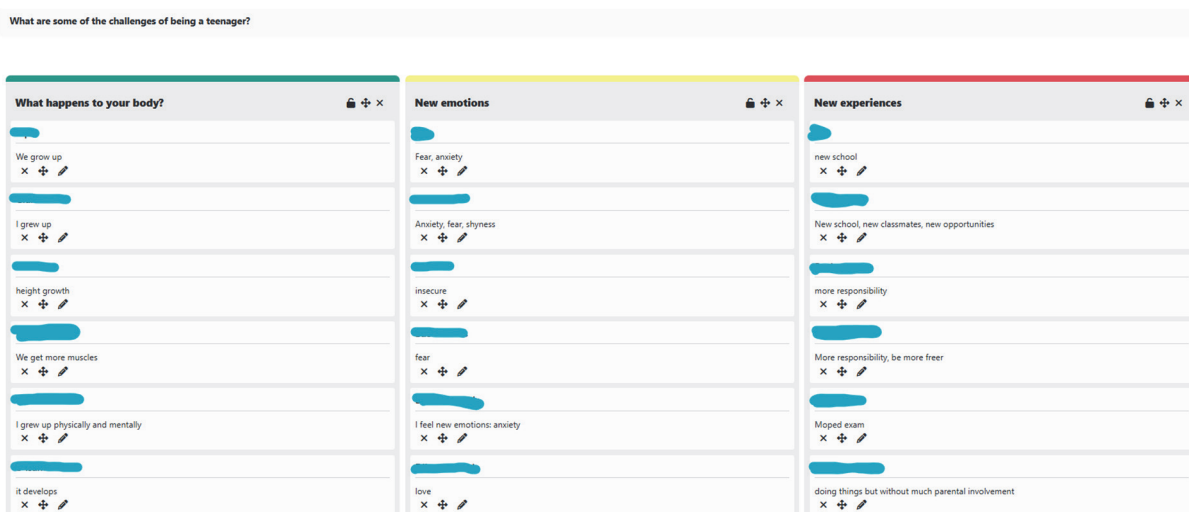 What are some of the challenges of being a teenager?
What happens to your body?
We grow up
I grew up
height growth
We get more muscles
I grew up physically and mentally
it develops
New emotions
Fear, anxiety
Anxiety, fear, shyness
insecure
fear
I feel new emotions: anxiety
love
New experiences
new school
New school, new classmates, new opportunities
more responsibility
More responsibility, be more freer
Moped exam
doing things but without much parental involvement